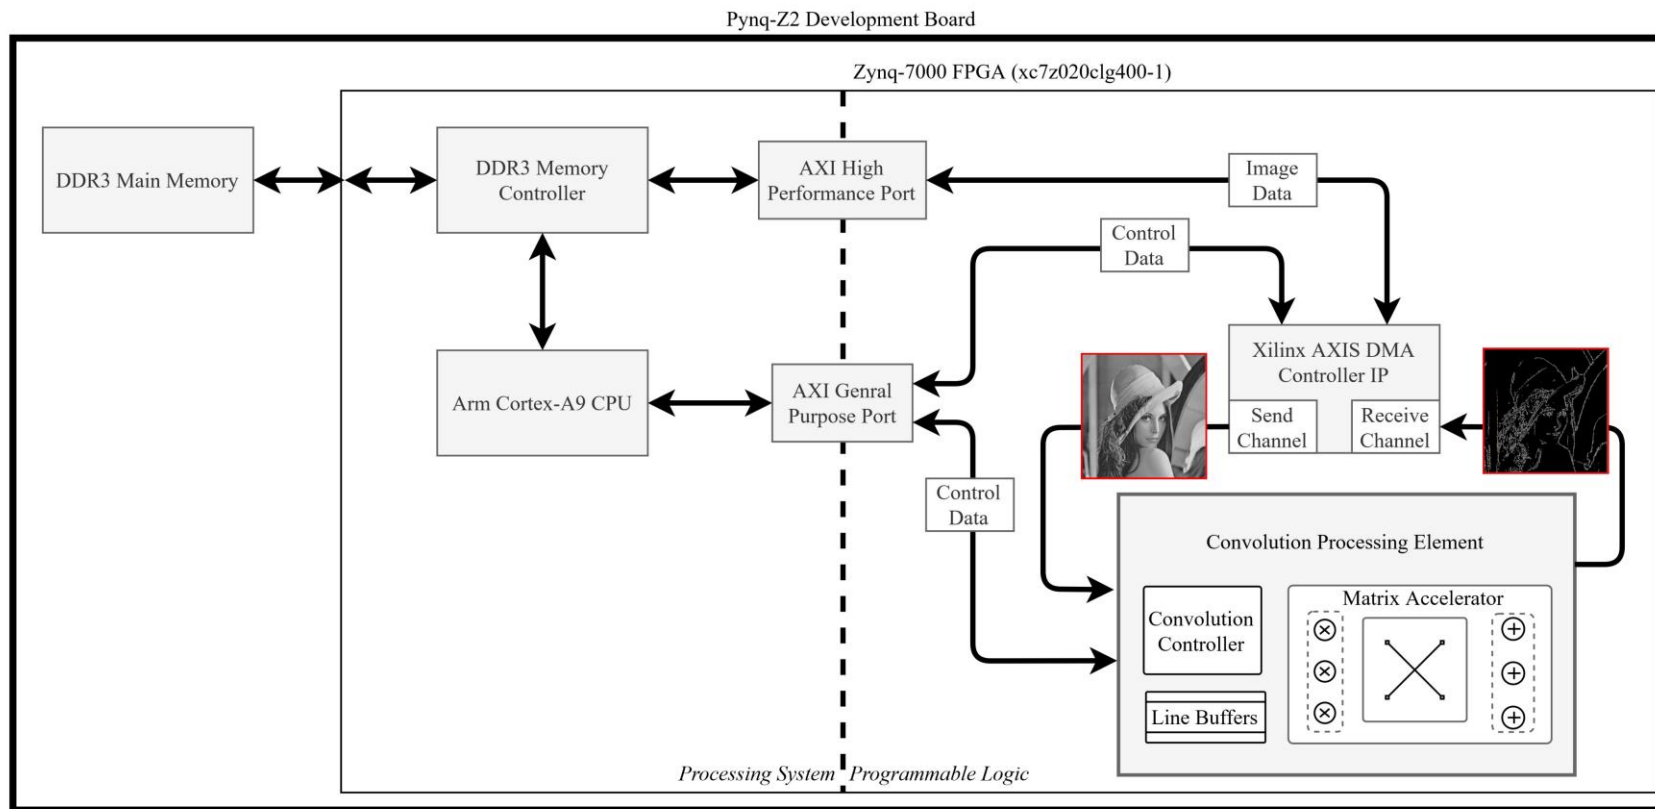 Pynq-Z2 Development Board
Zynq-7000 FPGA (xc7z020clg400-1)
DDR3 Main Memory
DDR3 Memory
Controller
AXI High
Performance Port
Image
Data
Control
Data
Arm Cortex-A9 CPU
AXI Genral
Purpose Port
Xilinx AXIS DMA
Controller IP
Send
Channel
Receive
Channel
Control
Data
Convolution Processing Element
Convolution
Controller
Line Buffers
Matrix Accelerator
Processing System
Programmable Logic